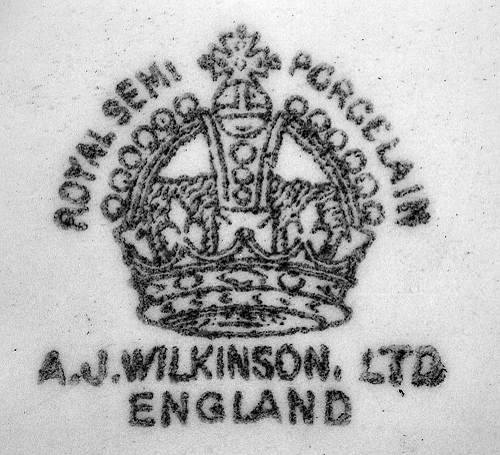 ROYAL SEMI PORCELAIN
A.J. WILKINSON. LTD
ENGLAND